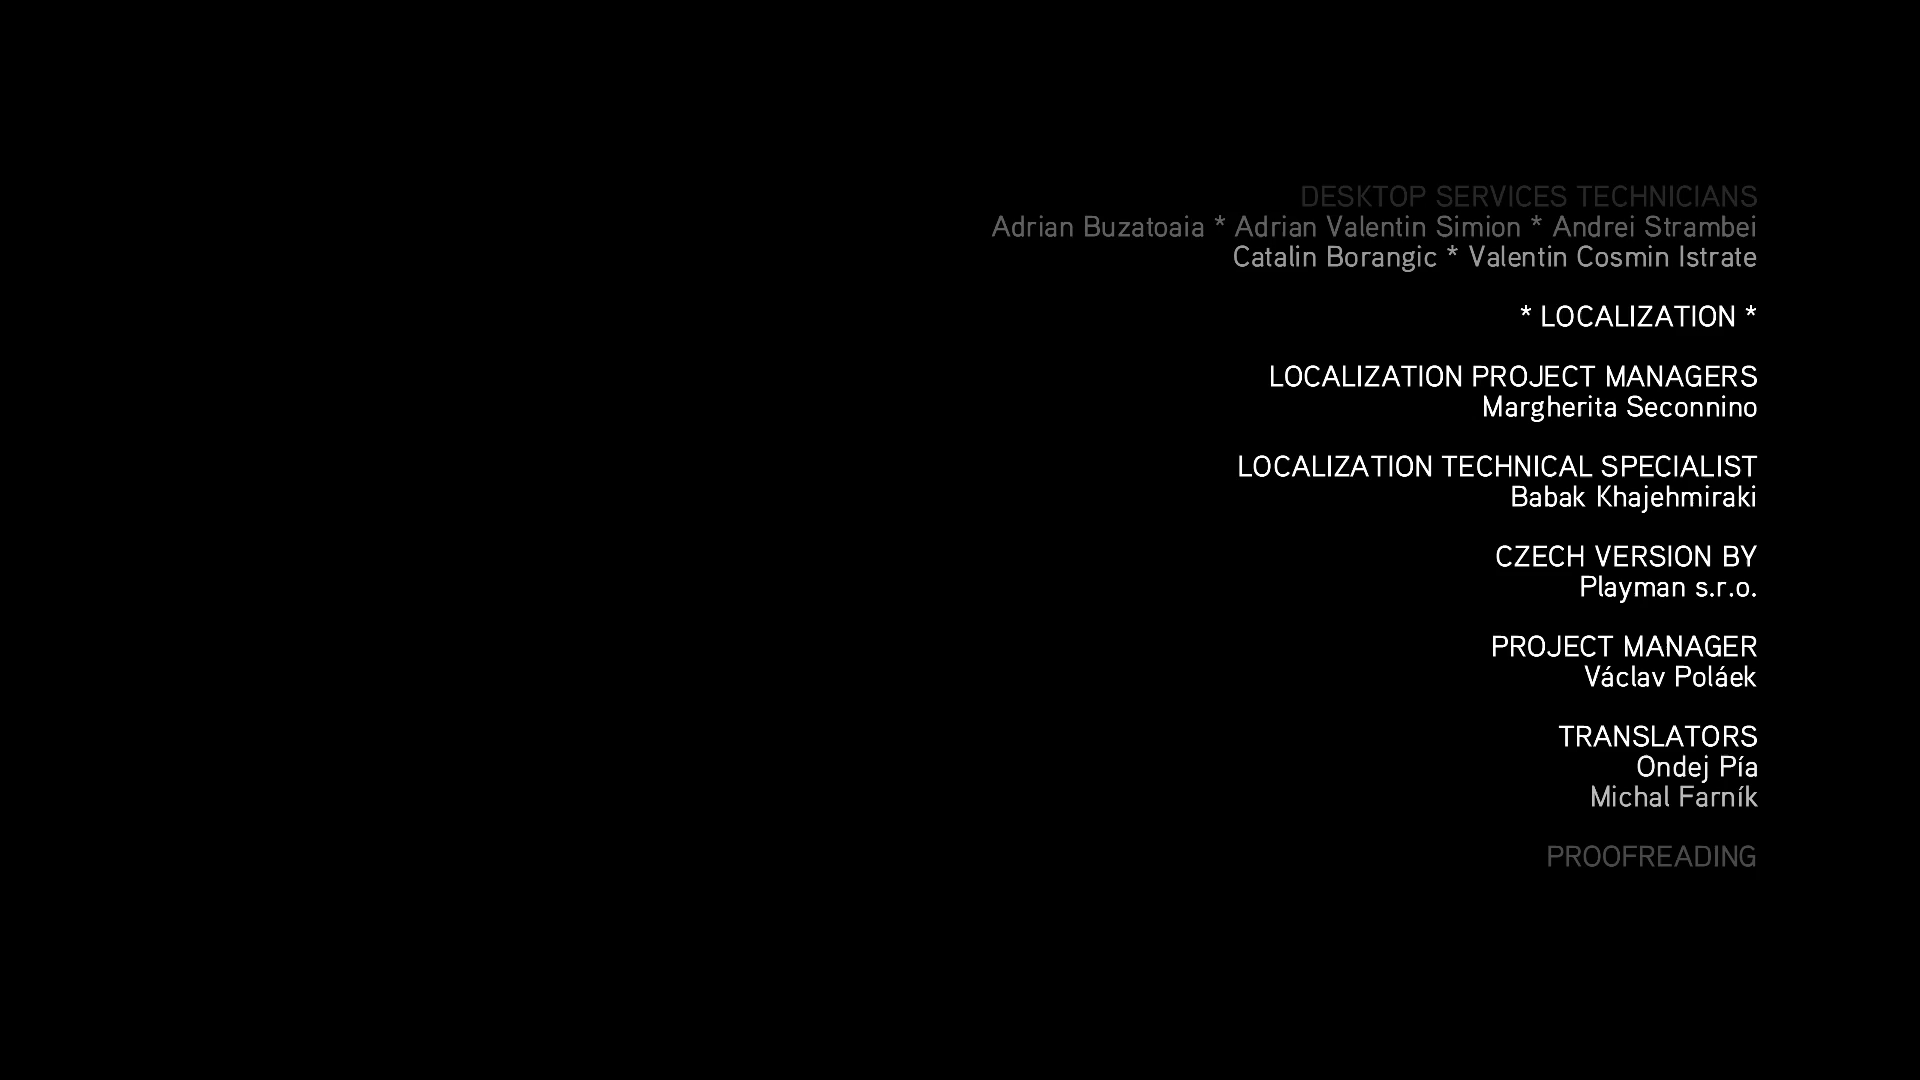 DESKTOP SERVICES TECHNICIANS
Adrian Buzatoaia * Adrian Valentin Simion * Andrei Strambei
Catalin Borangic * Valentin Cosmin Istrate
* LOCALIZATION *
LOCALIZATION PROJECT MANAGERS
Margherita Seconnino
LOCALIZATION TECHNICAL SPECIALIST
Babak Khajehmiraki
CZECH VERSION BY
Playman s.r.o.
PROJECT MANAGER
Václav Poláek
TRANSLATORS
Ondej Pía
Michal Farník
PROOFREADING